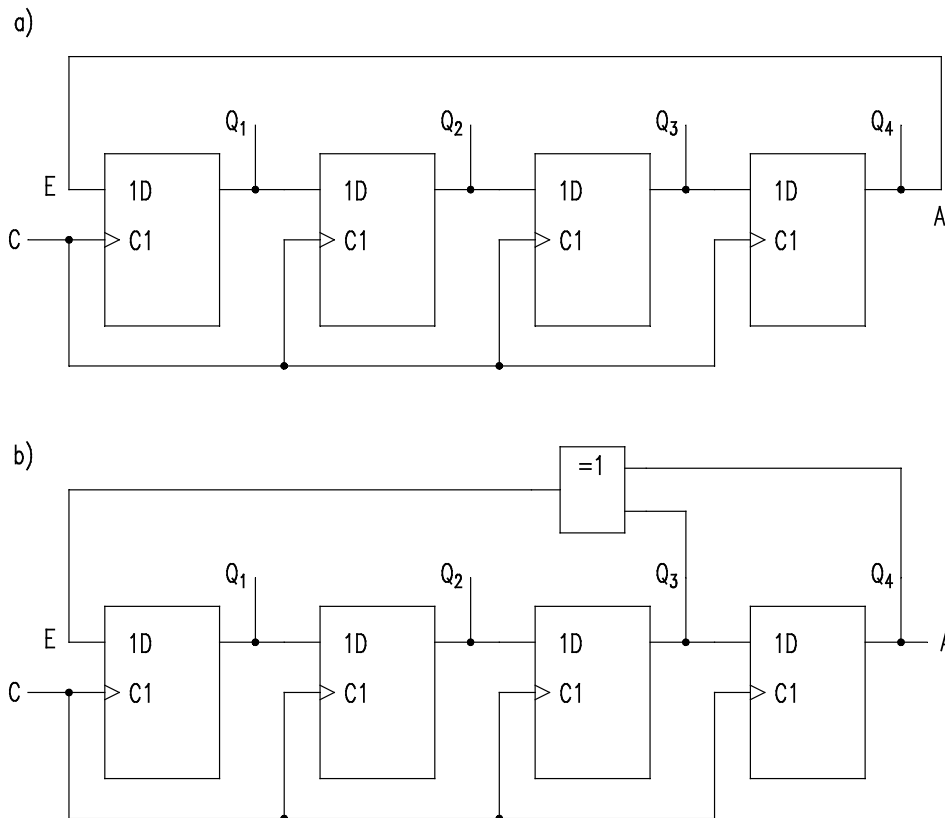 a)
Q1 Q2 Q3 Q4
E 1D 1D 1D 1D
A
C C1 C1 C1 C1
b)
=1
Q1 Q2 Q3 Q4
E 1D 1D 1D 1D A
C C1 C1 C1 C1